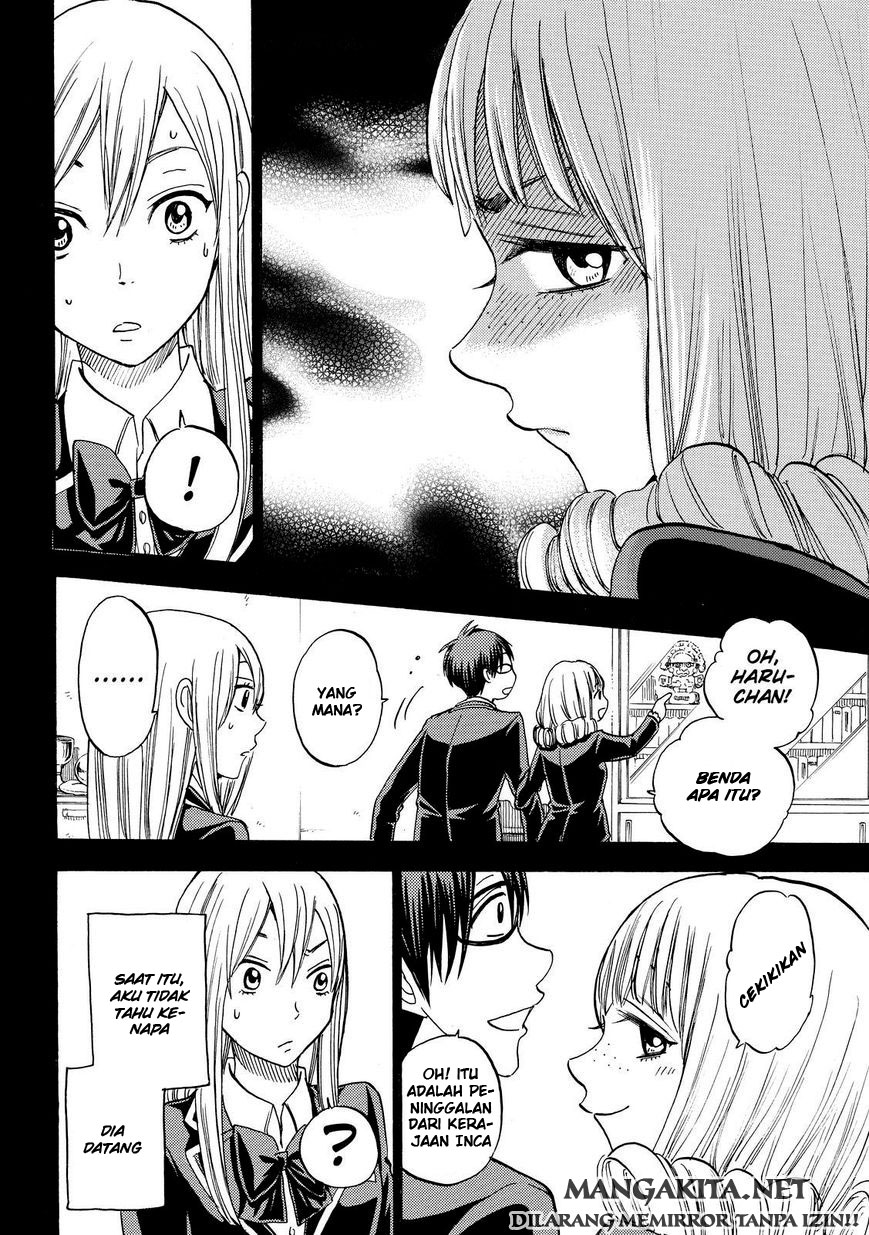 !
OH,
HARU-
CHAN!
BENDA
APA ITU?
YANG
MANA?
......
CEKIKIKAN
OH! ITU
ADALAH PE-
NINGGALAN
DARI KERA-
JAAN INCA
?
SAAT ITU,
AKU TIDAK
TAHU KE-
NAPA
DIA
DATANG
MANGAKITA.NET
DILARANG MEMIRROR TANPA IZIN!!